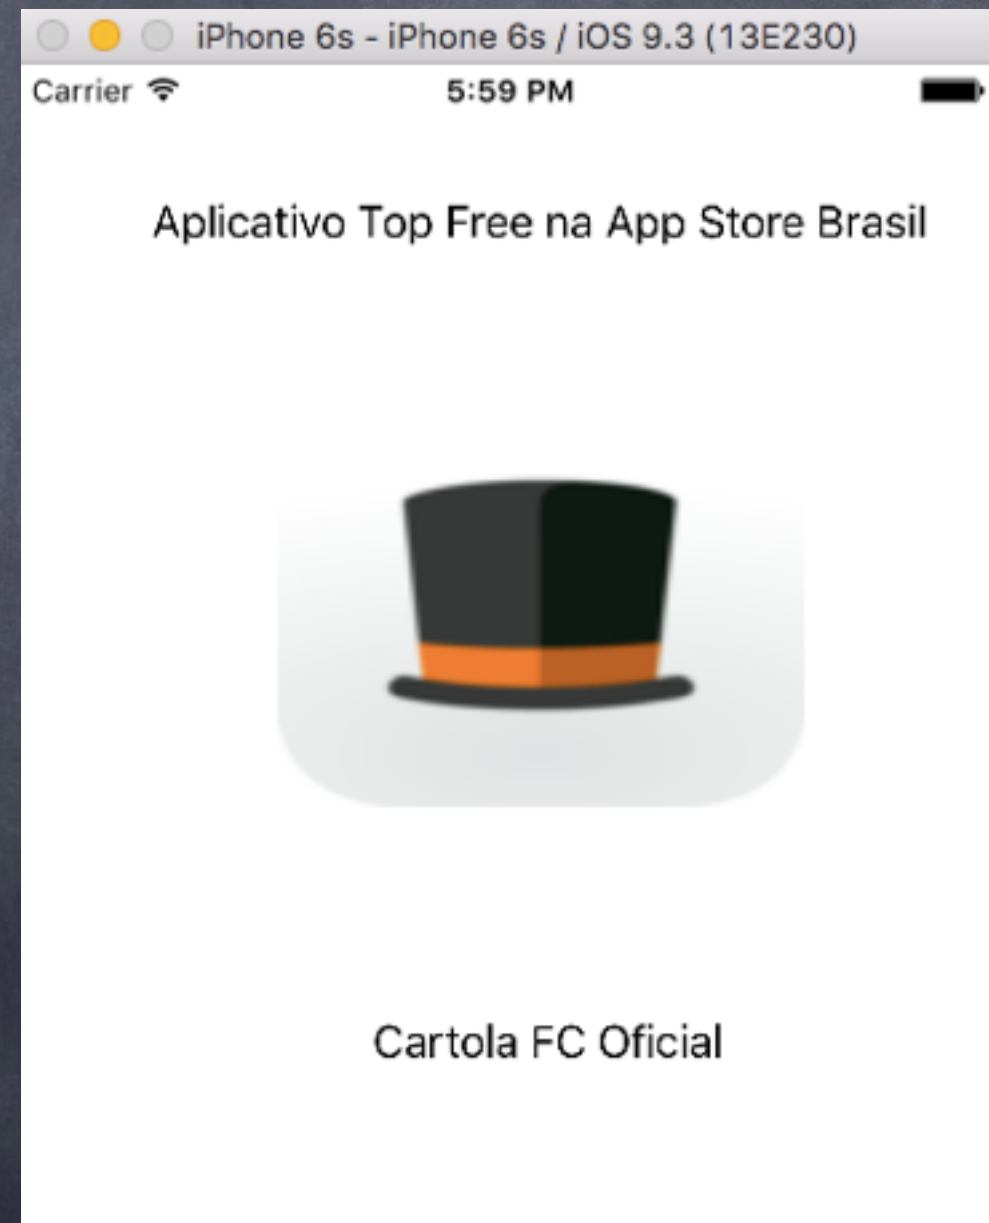 iPhone 6s - iPhone 6s / iOS 9.3 (13E230)
Carrier 5:59 PM
Aplicativo Top Free na App Store Brasil
Cartola FC Oficial